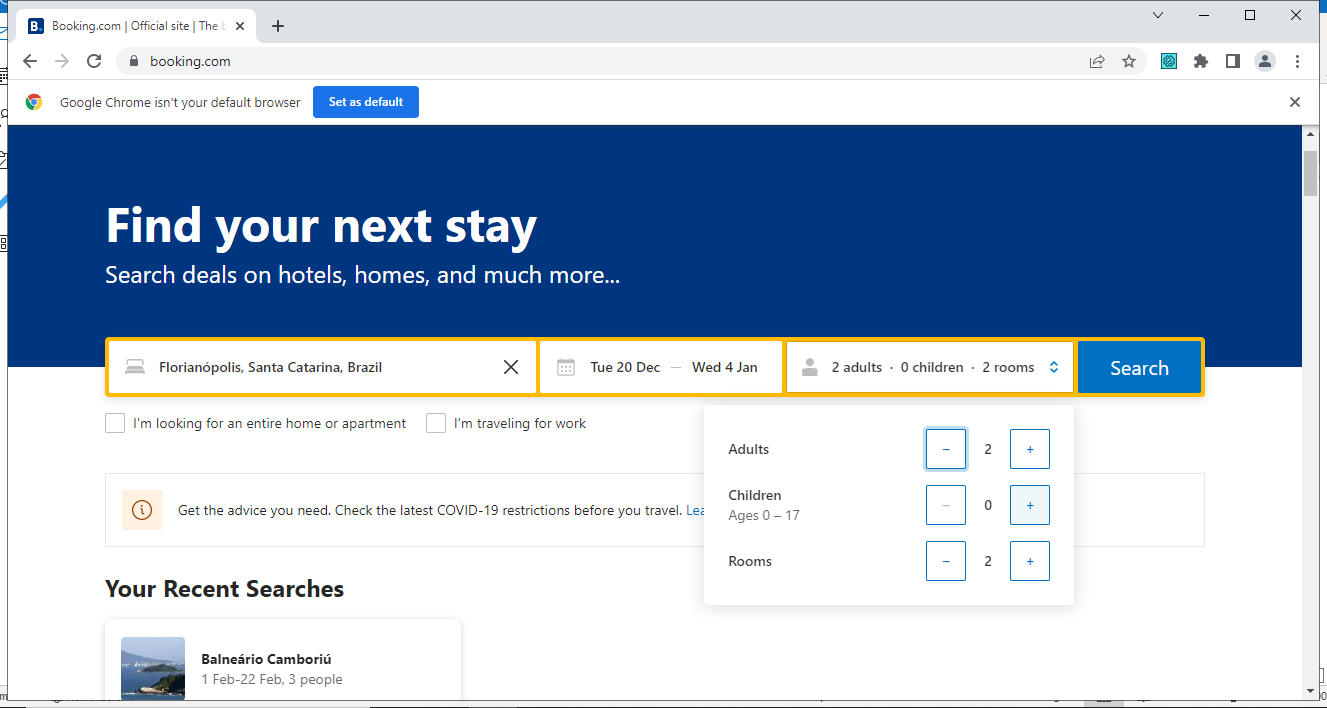 Booking.com | Official site | The b
booking.com
Google Chrome isn't your default browser
Set as default
Find your next stay
Search deals on hotels, homes, and much more...
Florianópolis, Santa Catarina, Brazil
Tue 20 Dec — Wed 4 Jan
2 adults · 0 children · 2 rooms
Search
I'm looking for an entire home or apartment
I'm traveling for work
Adults
− 2 +
Children
Ages 0 – 17
− 0 +
Rooms
− 2 +
Get the advice you need. Check the latest COVID-19 restrictions before you travel. Lea
Your Recent Searches
Balneário Camboriú
1 Feb-22 Feb, 3 people